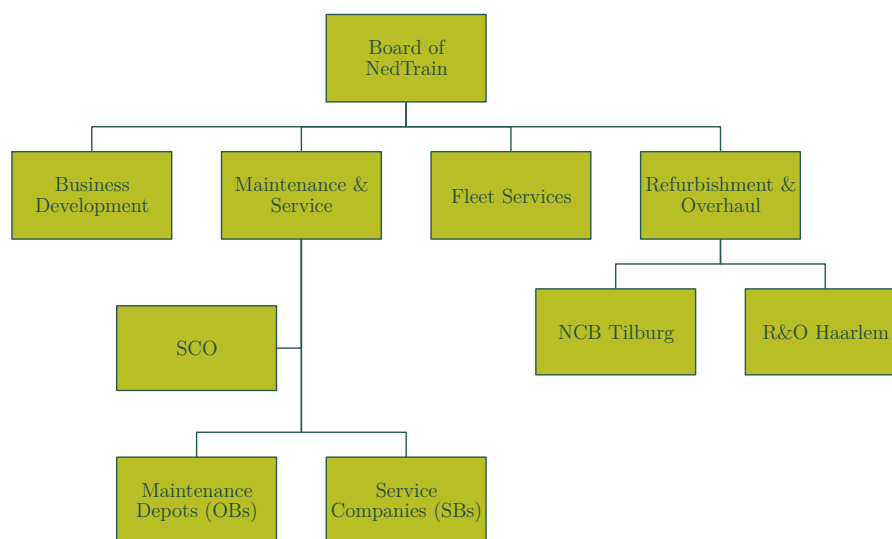 Board of
NedTrain
Business
Development
Maintenance &
Service
Fleet Services
Refurbishment &
Overhaul
SCO
NCB Tilburg
R&O Haarlem
Maintenance
Depots (OBs)
Service
Companies (SBs)